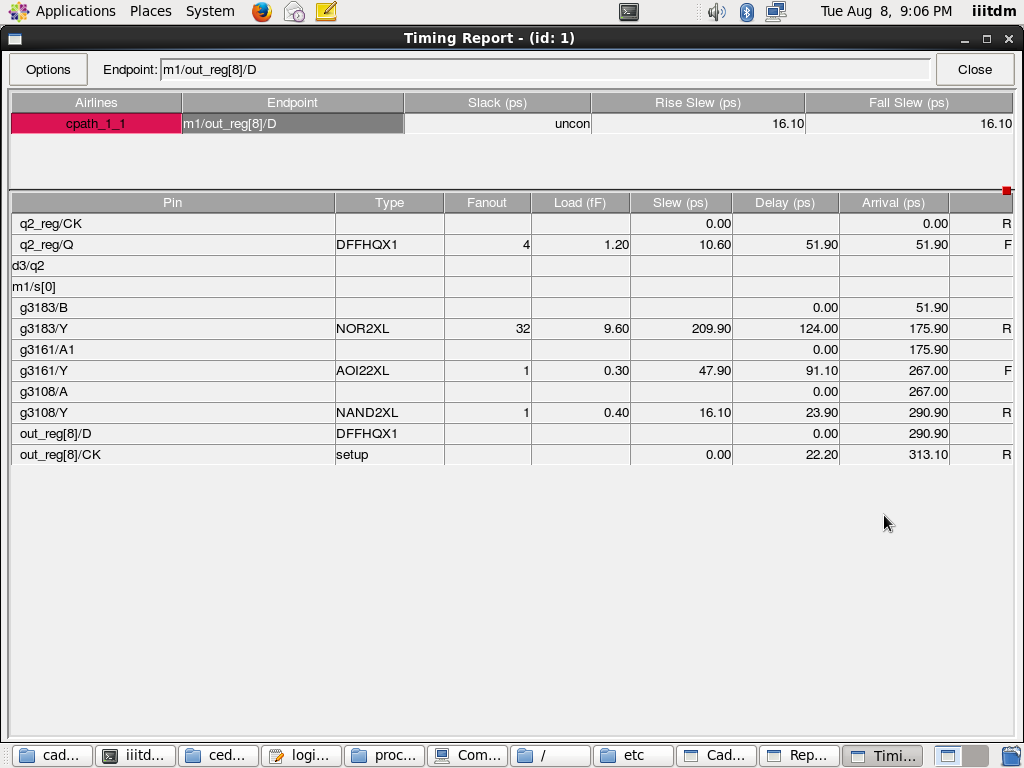 Applications Places System Tue Aug 8, 9:06 PM iiitdm
Timing Report - (id: 1)
Options Endpoint: m1/out_reg[8]/D Close
Airlines Endpoint Slack (ps) Rise Slew (ps) Fall Slew (ps)
cpath_1_1 m1/out_reg[8]/D uncon 16.10 16.10
Pin Type Fanout Load (fF) Slew (ps) Delay (ps) Arrival (ps)
q2_reg/CK 0.00 0.00 R
q2_reg/Q DFFHQX1 4 1.20 10.60 51.90 51.90 F
d3/q2
m1/s[0]
g3183/B 0.00 51.90
g3183/Y NOR2XL 32 9.60 209.90 124.00 175.90 R
g3161/A1 0.00 175.90
g3161/Y AOI22XL 1 0.30 47.90 91.10 267.00 F
g3108/A 0.00 267.00
g3108/Y NAND2XL 1 0.40 16.10 23.90 290.90 R
out_reg[8]/D DFFHQX1 0.00 290.90
out_reg[8]/CK setup 0.00 22.20 313.10 R
cad... iiitd... ced... logi... proc... Com... / etc Cad... Rep... Timi...